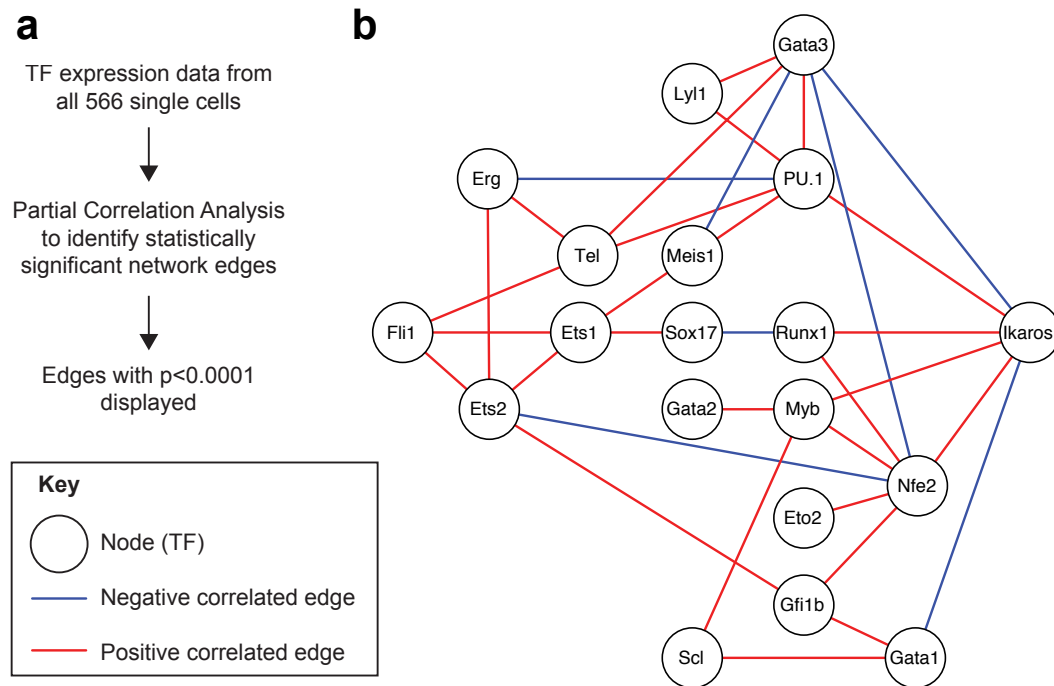 a
TF expression data from
all 566 single cells
Partial Correlation Analysis
to identify statistically
significant network edges
Edges with p<0.0001
displayed
Key
Node (TF)
Negative correlated edge
Positive correlated edge
b
Gata3
Lyl1
Erg
PU.1
Tel
Meis1
Fli1
Ets1
Sox17
Runx1
Ikaros
Ets2
Gata2
Myb
Nfe2
Eto2
Gfi1b
Scl
Gata1